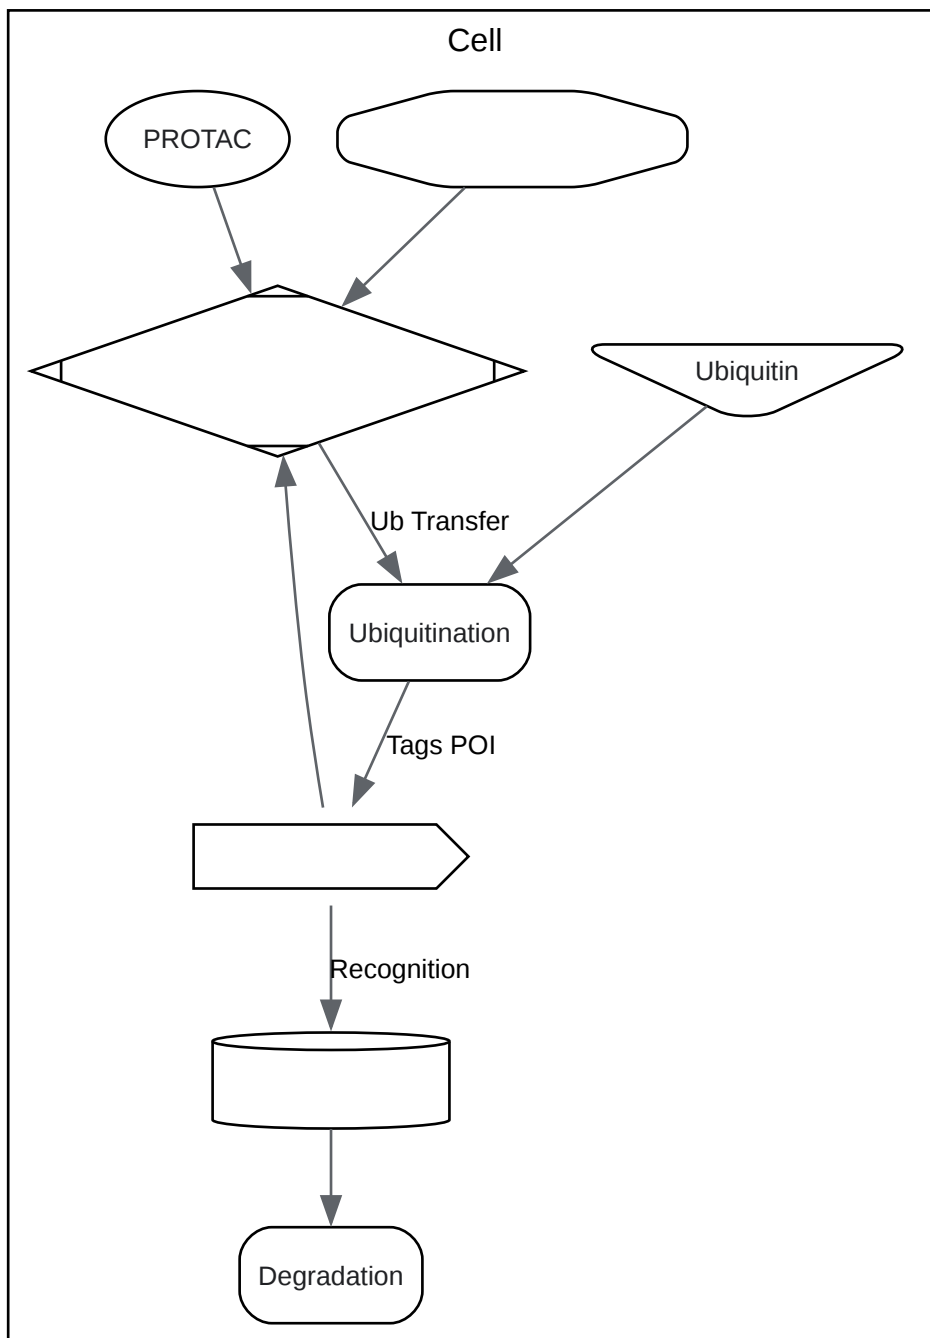 Cell
PROTAC
Ubiquitin
Ub Transfer
Ubiquitination
Tags POI
Recognition
Degradation